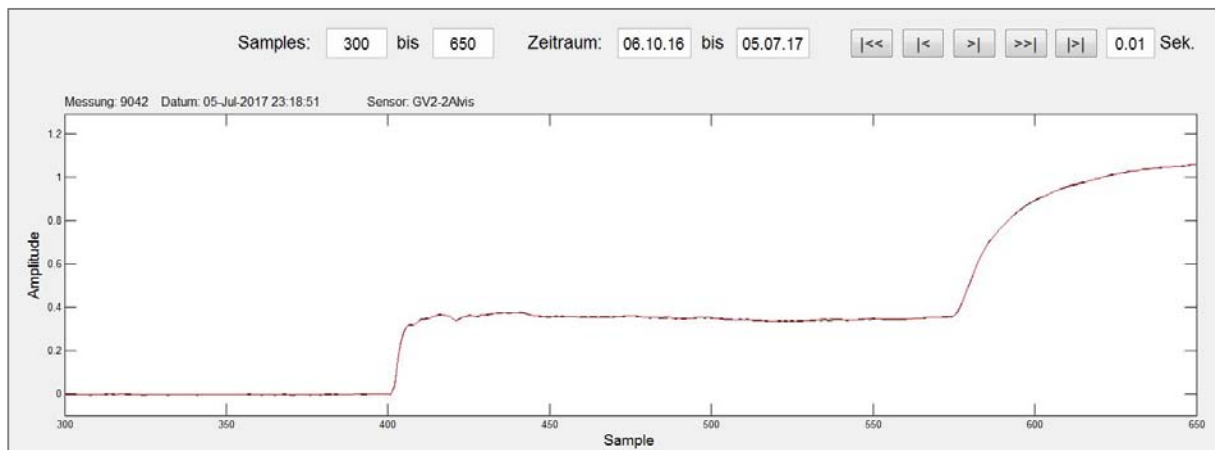 Samples: 300 bis 650 Zeitraum: 06.10.16 bis 05.07.17 |<< |< >| >>| |>| 0.01 Sek.
Messung: 9042 Datum: 05-Jul-2017 23:18:51 Sensor: GV2-2Alvis
1.2
1
0.8
0.6
0.4
0.2
0
Amplitude
300 350 400 450 500 550 600 650
Sample